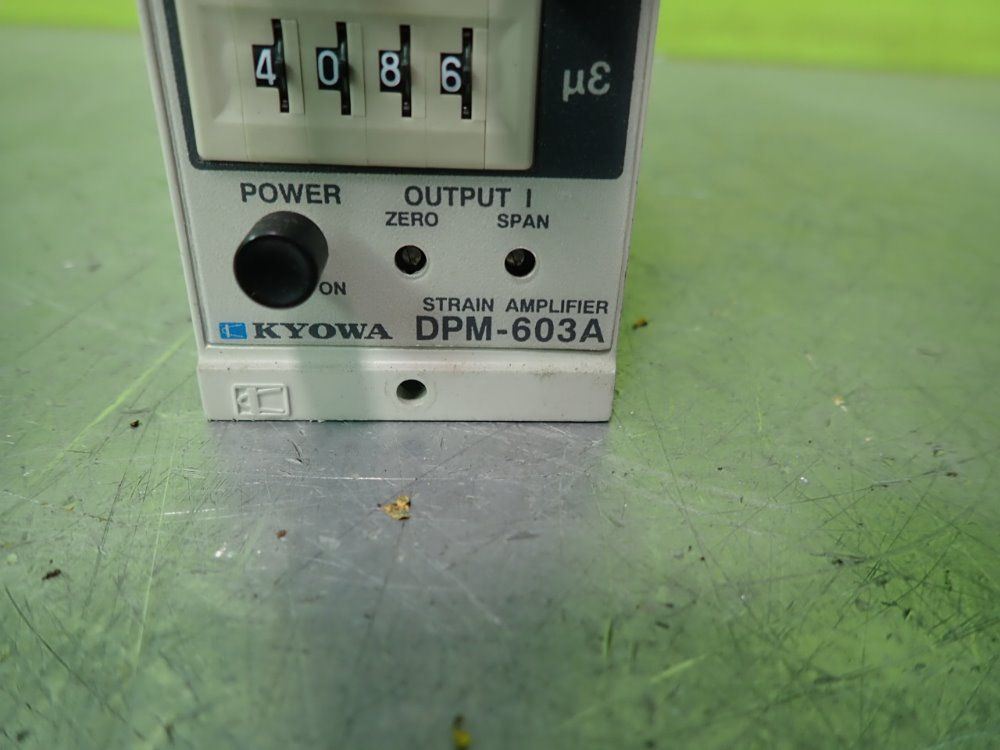 4086
με
POWER
OUTPUT I
ZERO SPAN
ON
STRAIN AMPLIFIER
KYOWA DPM-603A